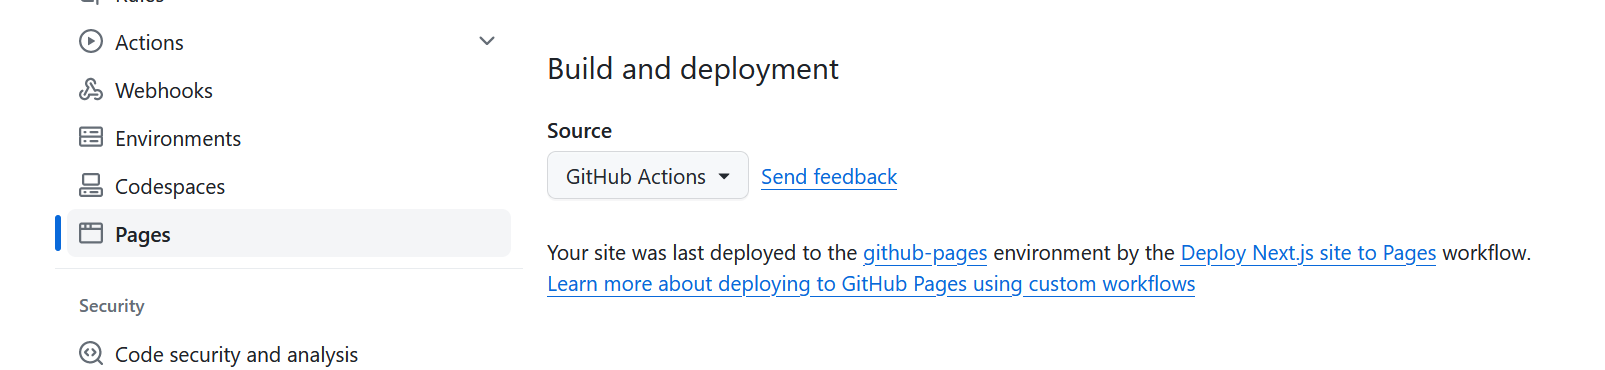 Rules
Actions
Webhooks
Environments
Codespaces
Pages
Security
Code security and analysis
Build and deployment
Source
GitHub Actions Send feedback
Your site was last deployed to the github-pages environment by the Deploy Next.js site to Pages workflow.
Learn more about deploying to GitHub Pages using custom workflows